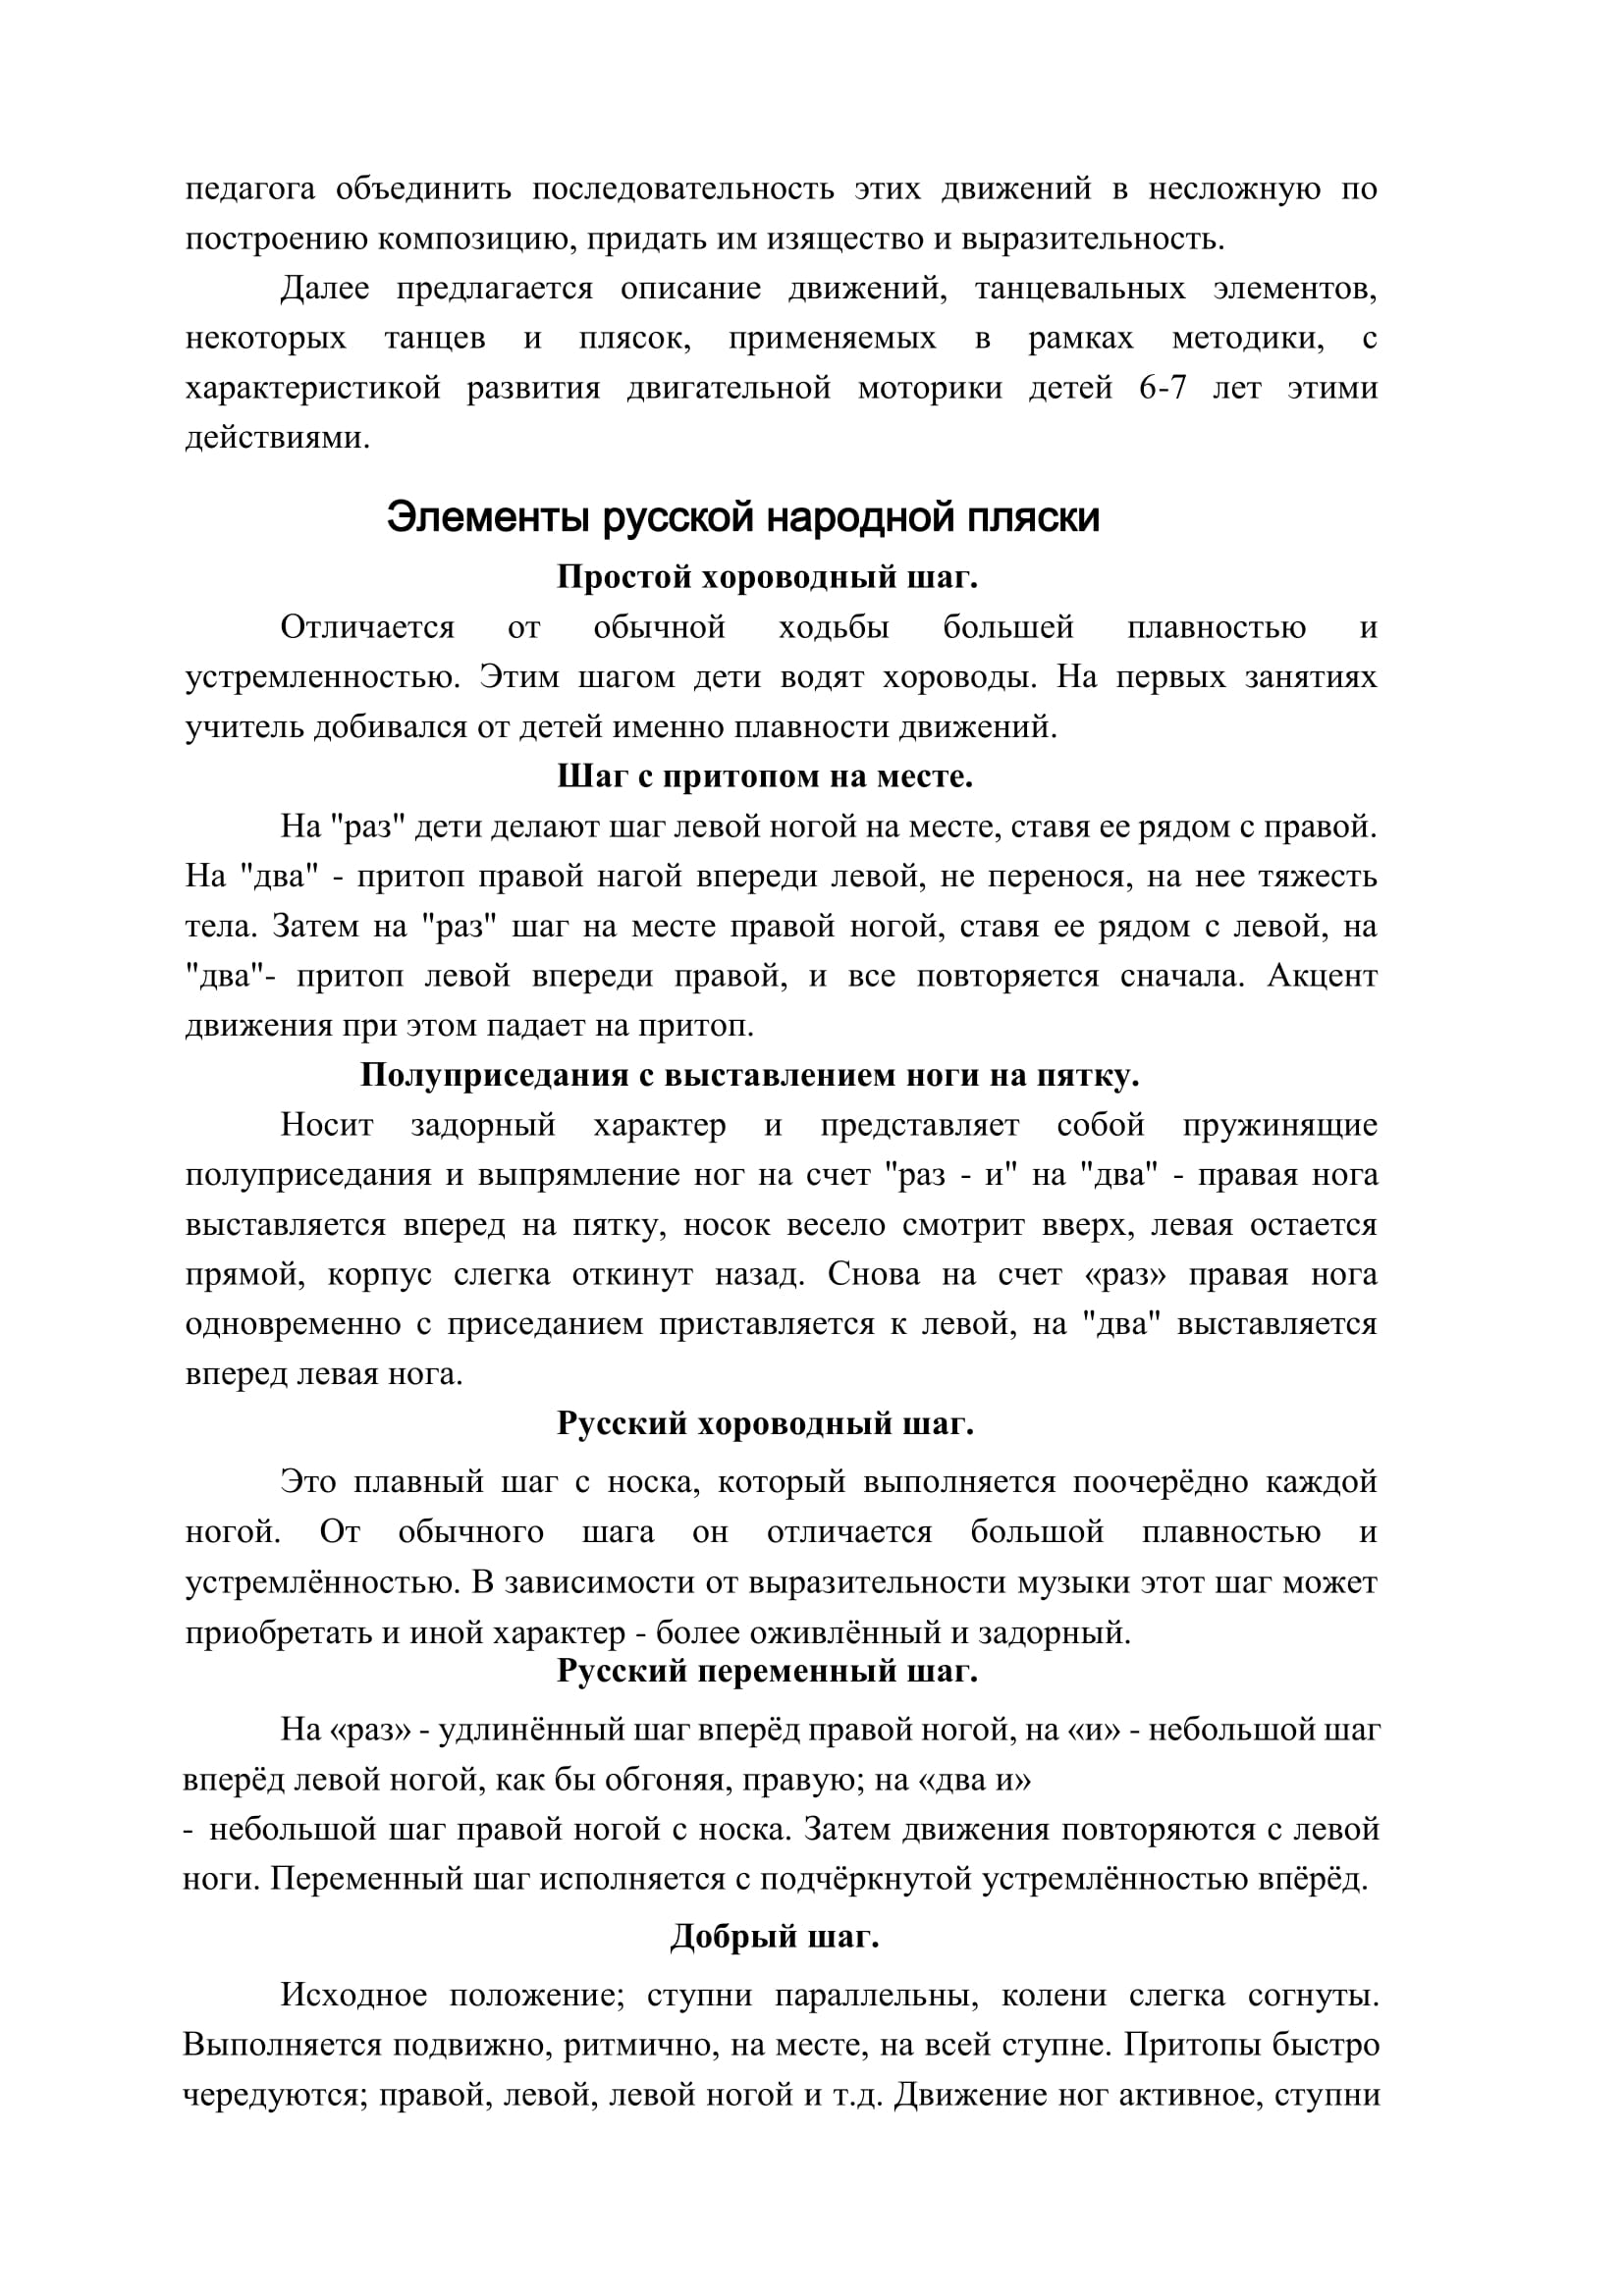 педагога объединить последовательность этих движений в несложную по
построению композицию, придать им изящество и выразительность.
Далее предлагается описание движений, танцевальных элементов,
некоторых танцев и плясок, применяемых в рамках методики, с
характеристикой развития двигательной моторики детей 6-7 лет этими
действиями.
Элементы русской народной пляски
Простой хороводный шаг.
Отличается от обычной ходьбы большей плавностью и
устремленностью. Этим шагом дети водят хороводы. На первых занятиях
учитель добивался от детей именно плавности движений.
Шаг с притопом на месте.
На "раз" дети делают шаг левой ногой на месте, ставя ее рядом с правой.
На "два" - притоп правой нагой впереди левой, не перенося, на нее тяжесть
тела. Затем на "раз" шаг на месте правой ногой, ставя ее рядом с левой, на
"два"- притоп левой впереди правой, и все повторяется сначала. Акцент
движения при этом падает на притоп.
Полуприседания с выставлением ноги на пятку.
Носит задорный характер и представляет собой пружинящие
полуприседания и выпрямление ног на счет "раз - и" на "два" - правая нога
выставляется вперед на пятку, носок весело смотрит вверх, левая остается
прямой, корпус слегка откинут назад. Снова на счет «раз» правая нога
одновременно с приседанием приставляется к левой, на "два" выставляется
вперед левая нога.
Русский хороводный шаг.
Это плавный шаг с носка, который выполняется поочерёдно каждой
ногой. От обычного шага он отличается большой плавностью и
устремлённостью. В зависимости от выразительности музыки этот шаг может
приобретать и иной характер - более оживлённый и задорный.
Русский переменный шаг.
На «раз» - удлинённый шаг вперёд правой ногой, на «и» - небольшой шаг
вперёд левой ногой, как бы обгоняя, правую; на «два и»
- небольшой шаг правой ногой с носка. Затем движения повторяются с левой
ноги. Переменный шаг исполняется с подчёркнутой устремлённостью впёрёд.
Добрый шаг.
Исходное положение; ступни параллельны, колени слегка согнуты.
Выполняется подвижно, ритмично, на месте, на всей ступне. Притопы быстро
чередуются; правой, левой, левой ногой и т.д. Движение ног активное, ступни